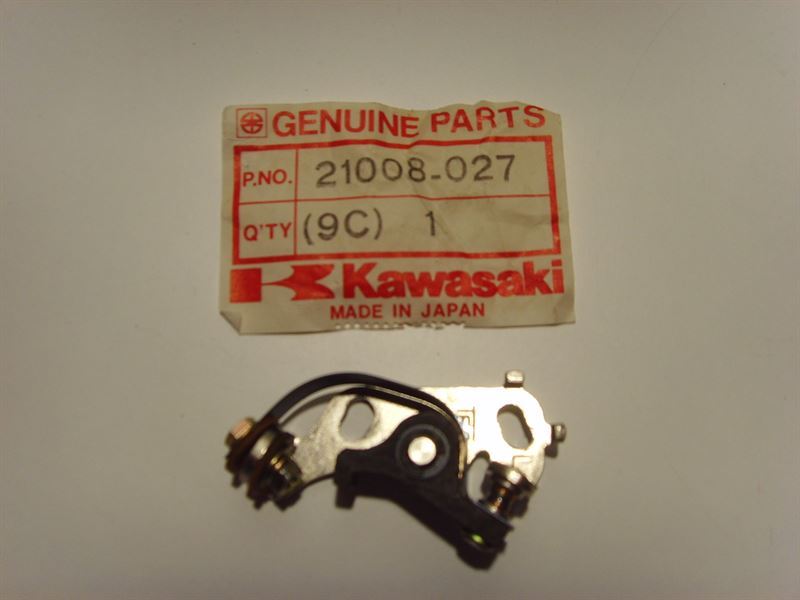 GENUINE PARTS
P.NO. 21008-027
Q'TY (9C) 1
Kawasaki
MADE IN JAPAN